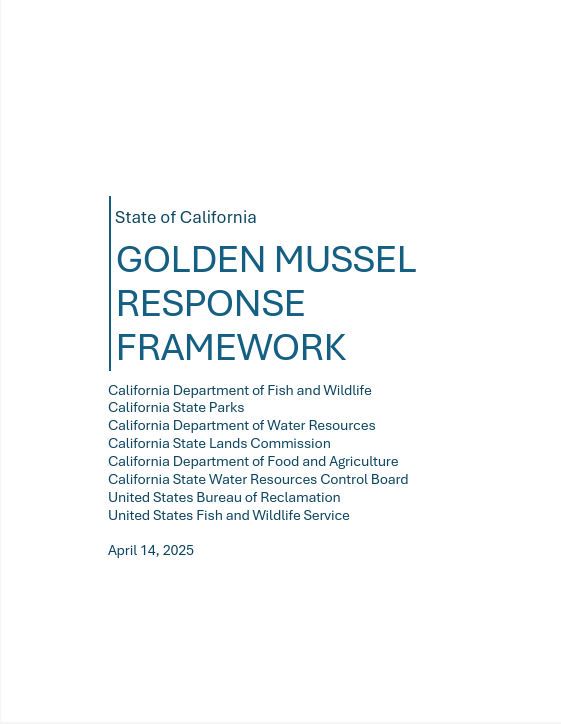 State of California
GOLDEN MUSSEL
RESPONSE
FRAMEWORK
California Department of Fish and Wildlife
California State Parks
California Department of Water Resources
California State Lands Commission
California Department of Food and Agriculture
California State Water Resources Control Board
United States Bureau of Reclamation
United States Fish and Wildlife Service
April 14, 2025